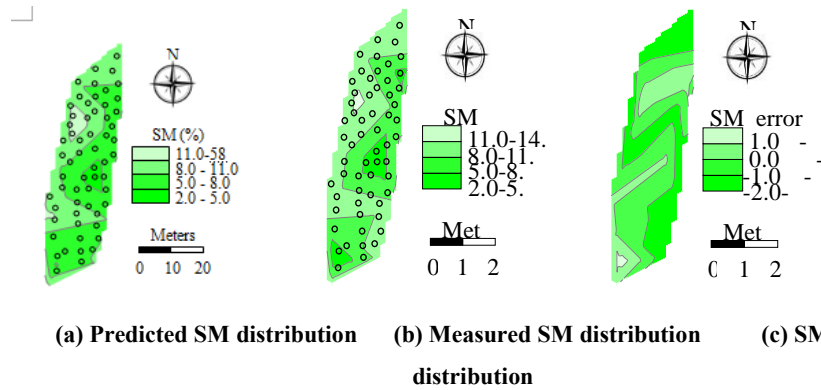 N
SM (%)
11.0-58
8.0 - 11.0
5.0 - 8.0
2.0 - 5.0
Meters
0 10 20
N
SM
11.0-14.
8.0-11.
5.0-8.
2.0-5.
Met
0 1 2
N
SM error
1.0 -
0.0 -
-1.0 -
-2.0-
Met
0 1 2
(a) Predicted SM distribution (b) Measured SM distribution (c) SM
distribution